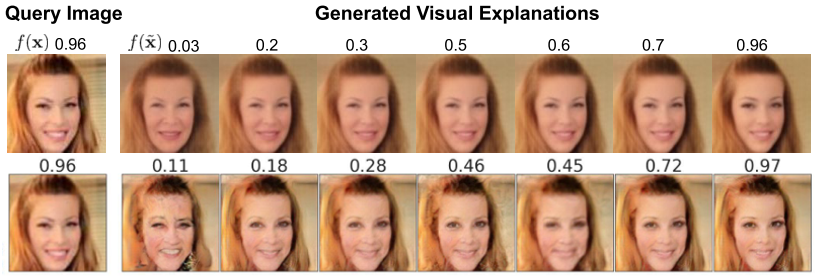 Query Image Generated Visual Explanations
f(x) 0.96 f(x̃) 0.03 0.2 0.3 0.5 0.6 0.7 0.96
0.96 0.11 0.18 0.28 0.46 0.45 0.72 0.97